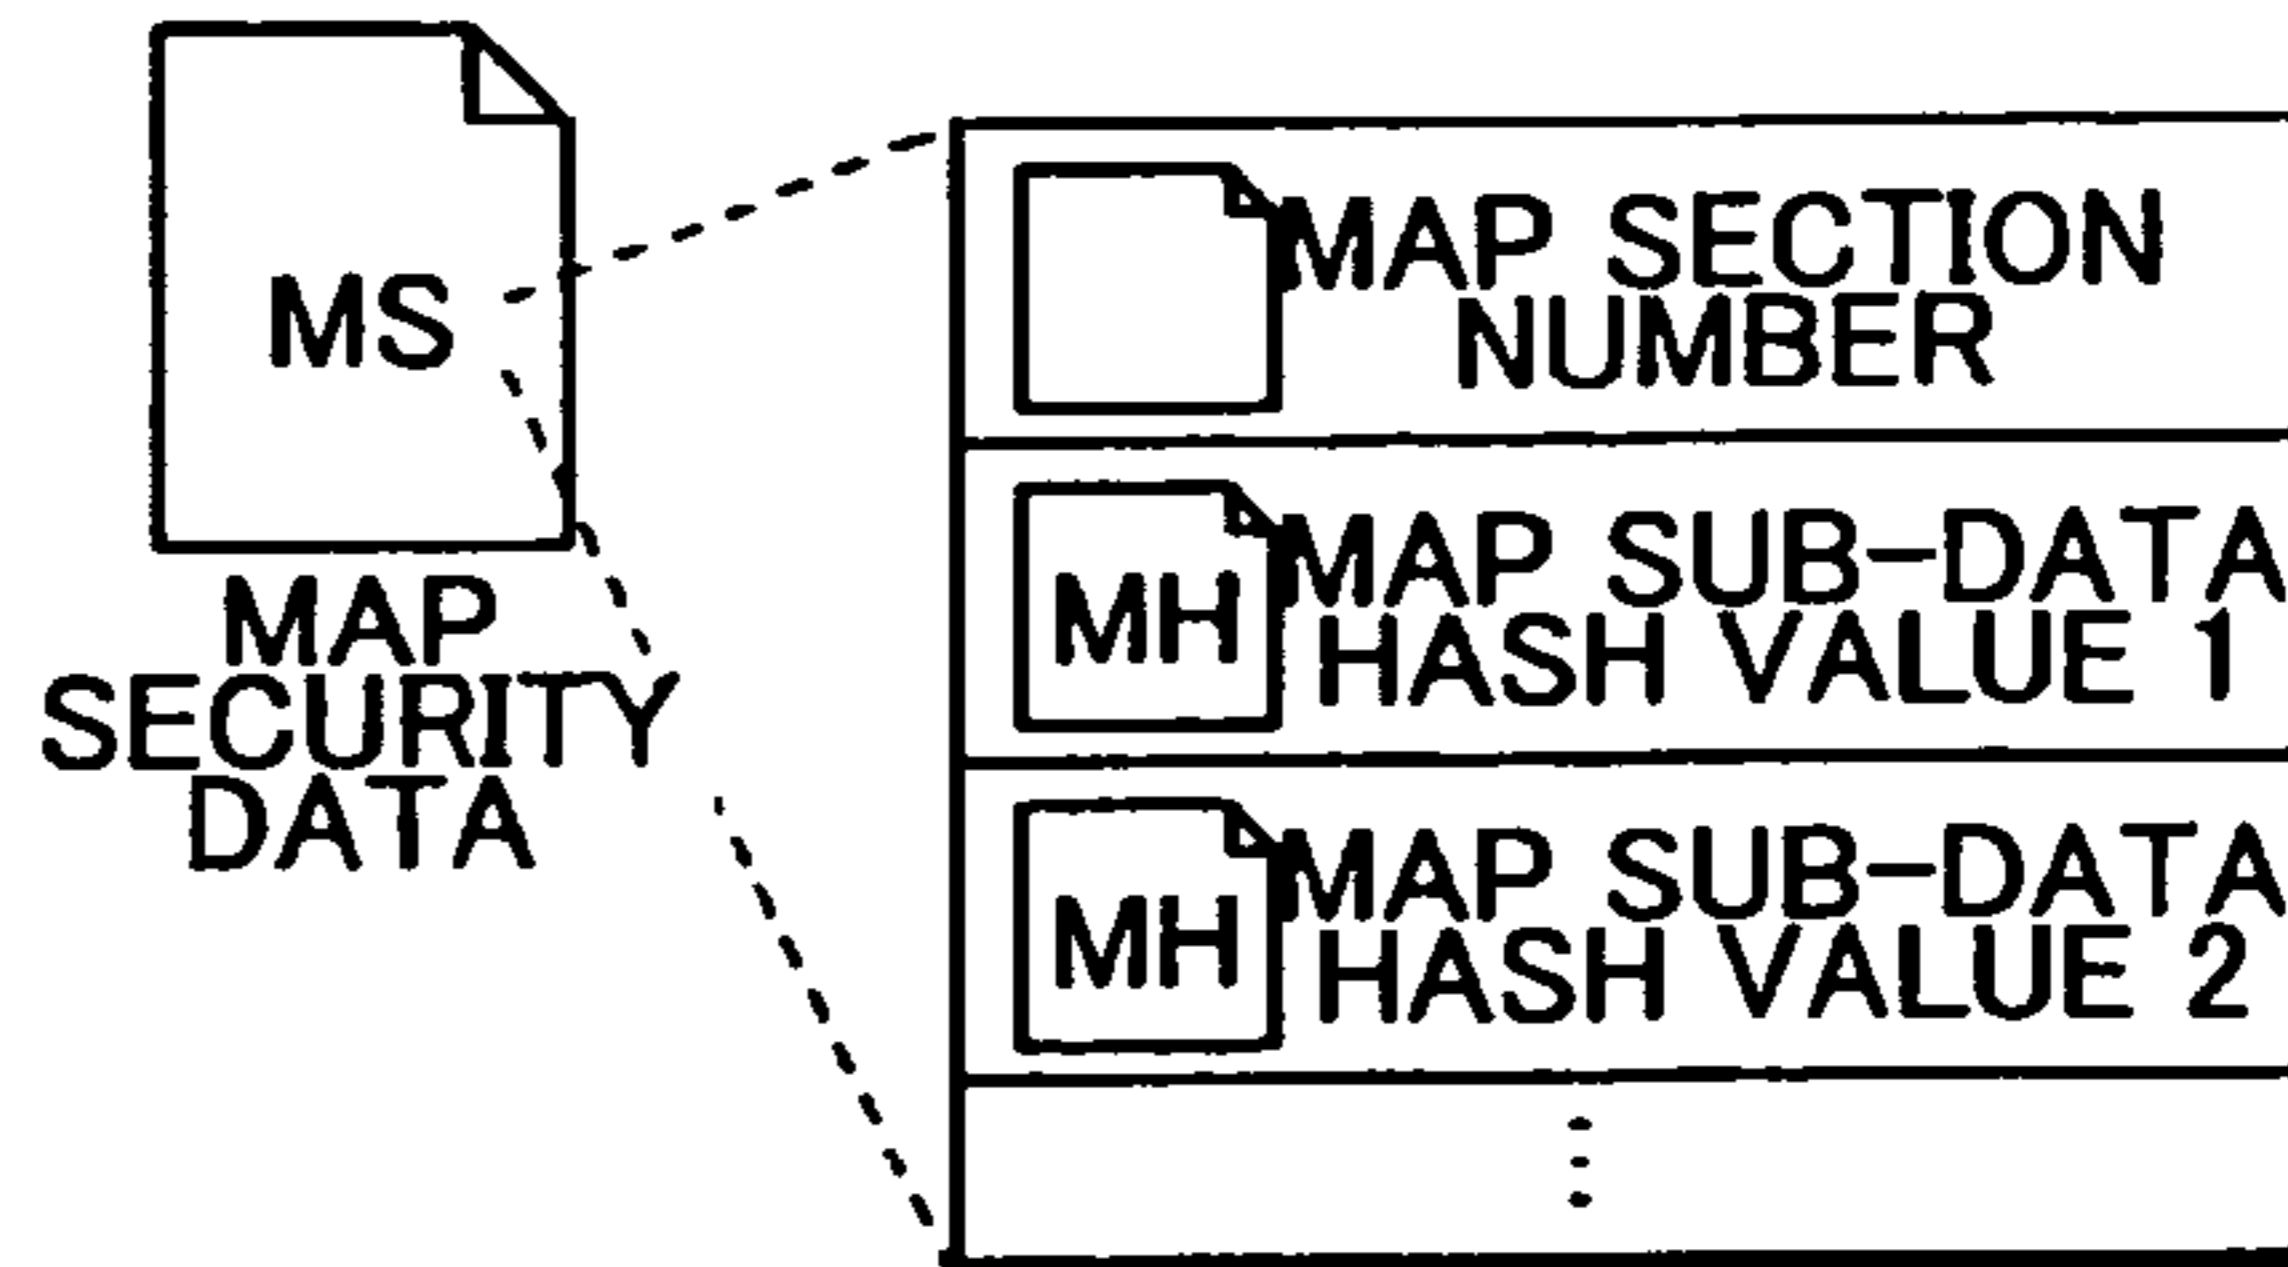 MS
MAP
SECURITY
DATA
MAP SECTION
NUMBER
MH
MAP SUB-DATA
HASH VALUE 1
MH
MAP SUB-DATA
HASH VALUE 2